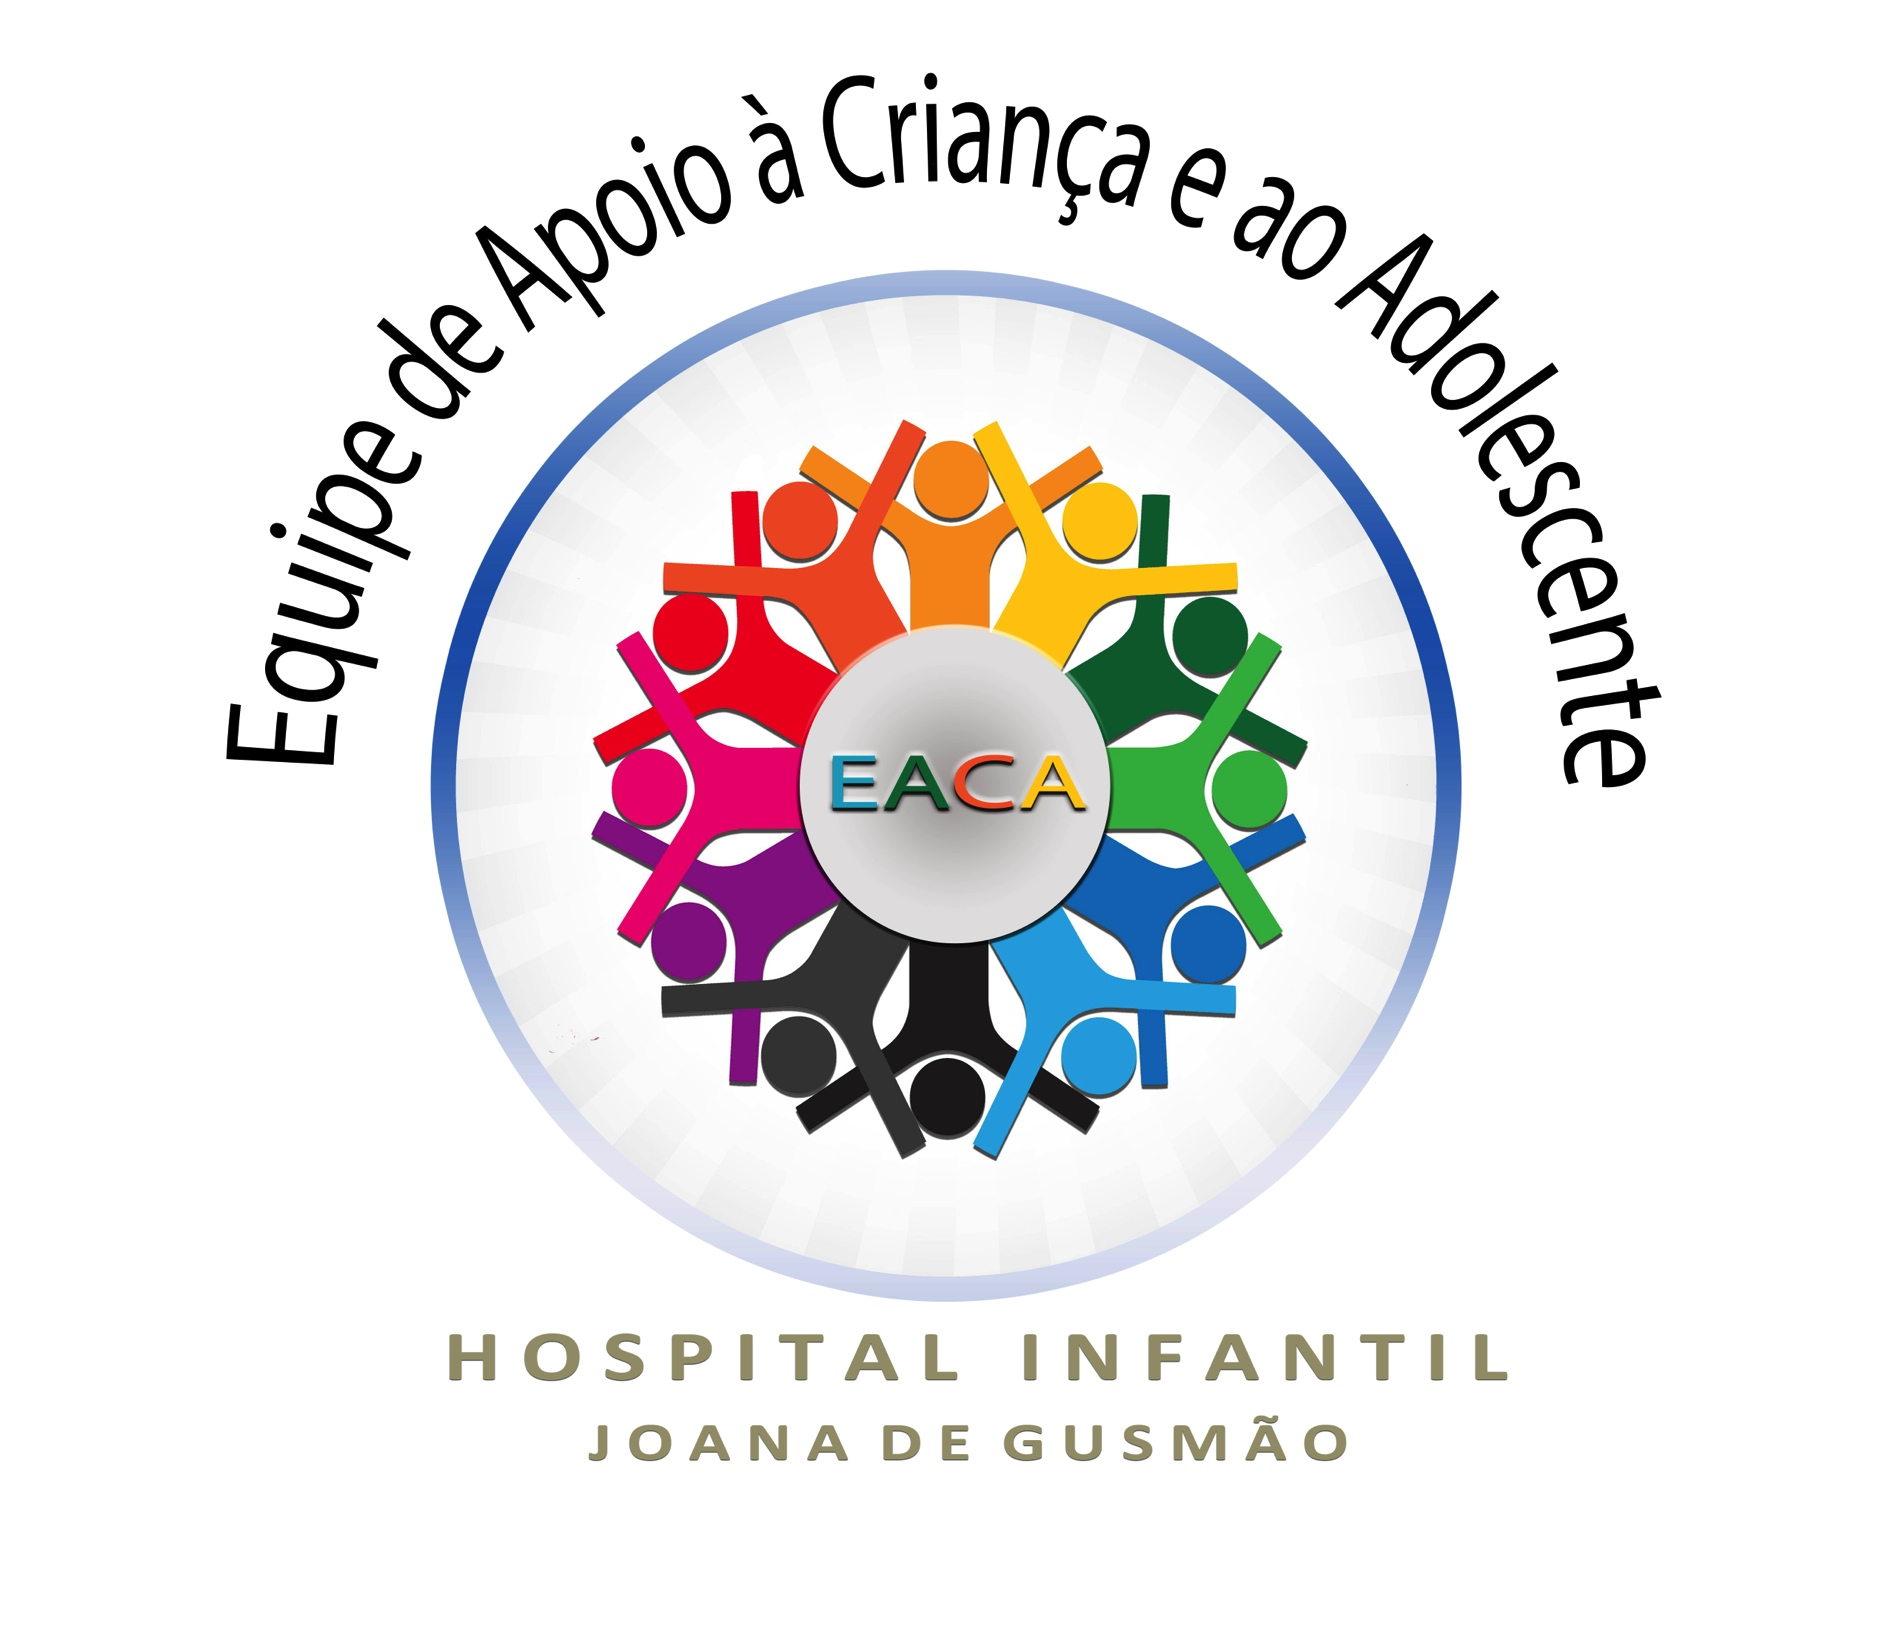 Equipe de Apoio à Criança e ao Adolescente
EACA
HOSPITAL INFANTIL
JOANA DE GUSMÃO